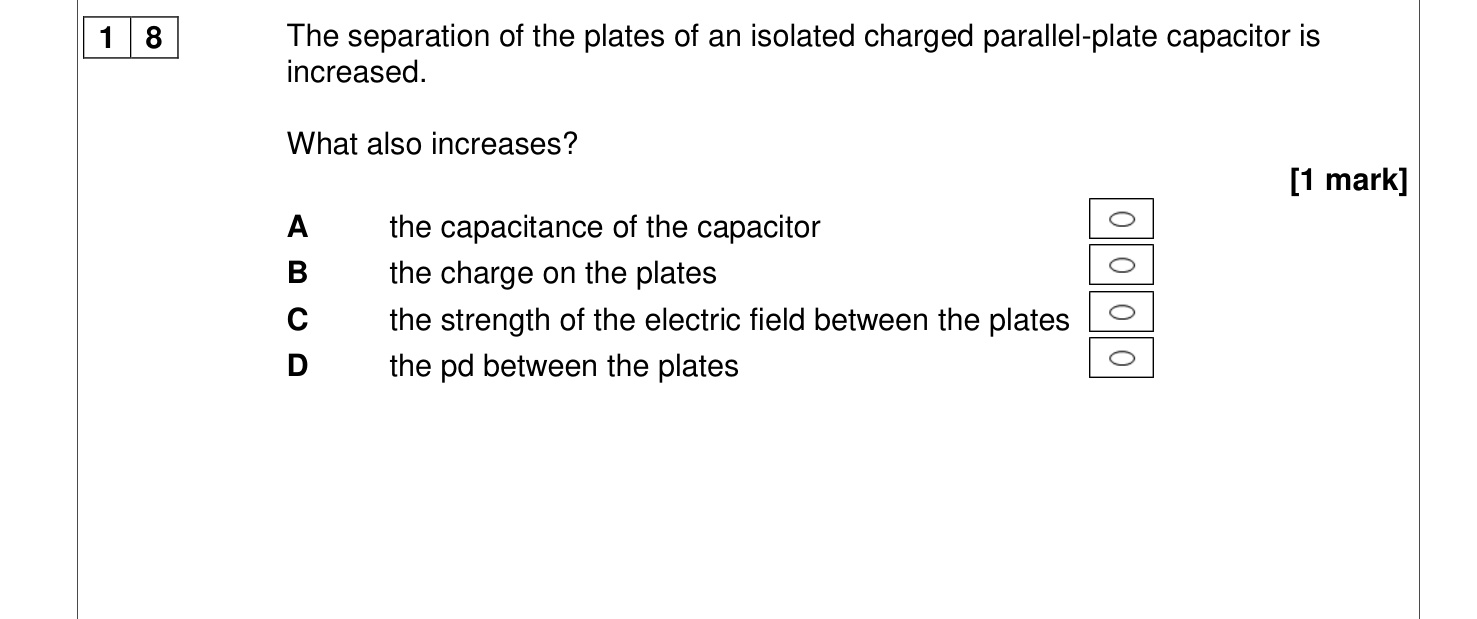 1 8 The separation of the plates of an isolated charged parallel-plate capacitor is
increased.
What also increases?
[1 mark]
A the capacitance of the capacitor
B the charge on the plates
C the strength of the electric field between the plates
D the pd between the plates